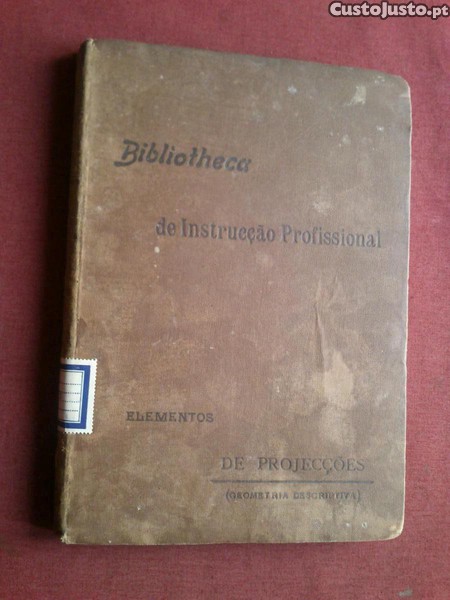 CustoJusto.pt
Bibliotheca
de Instrucção Profissional
ELEMENTOS
DE PROJECÇÕES
(GEOMETRIA DESCRIPTIVA)